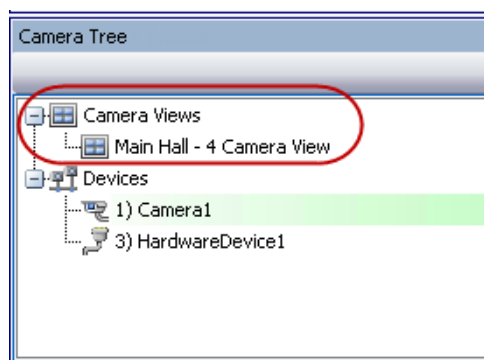 Camera Tree
Camera Views
Main Hall - 4 Camera View
Devices
1) Camera1
3) HardwareDevice1